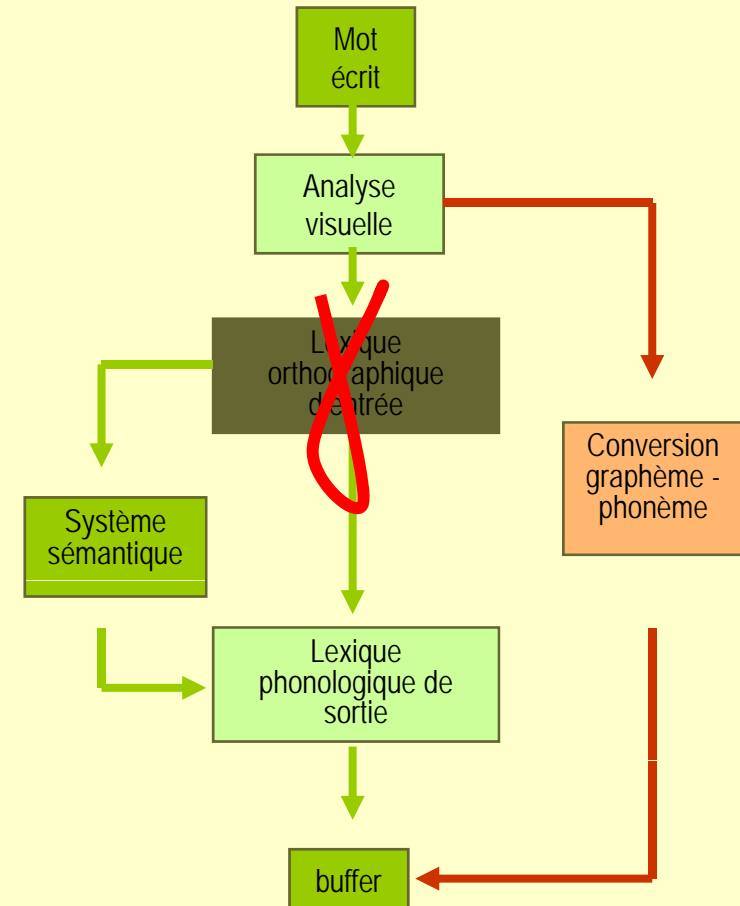 Mot
écrit
Analyse
visuelle
Lexique
orthographique
d'entrée
Conversion
graphème -
phonème
Système
sémantique
Lexique
phonologique de
sortie
buffer